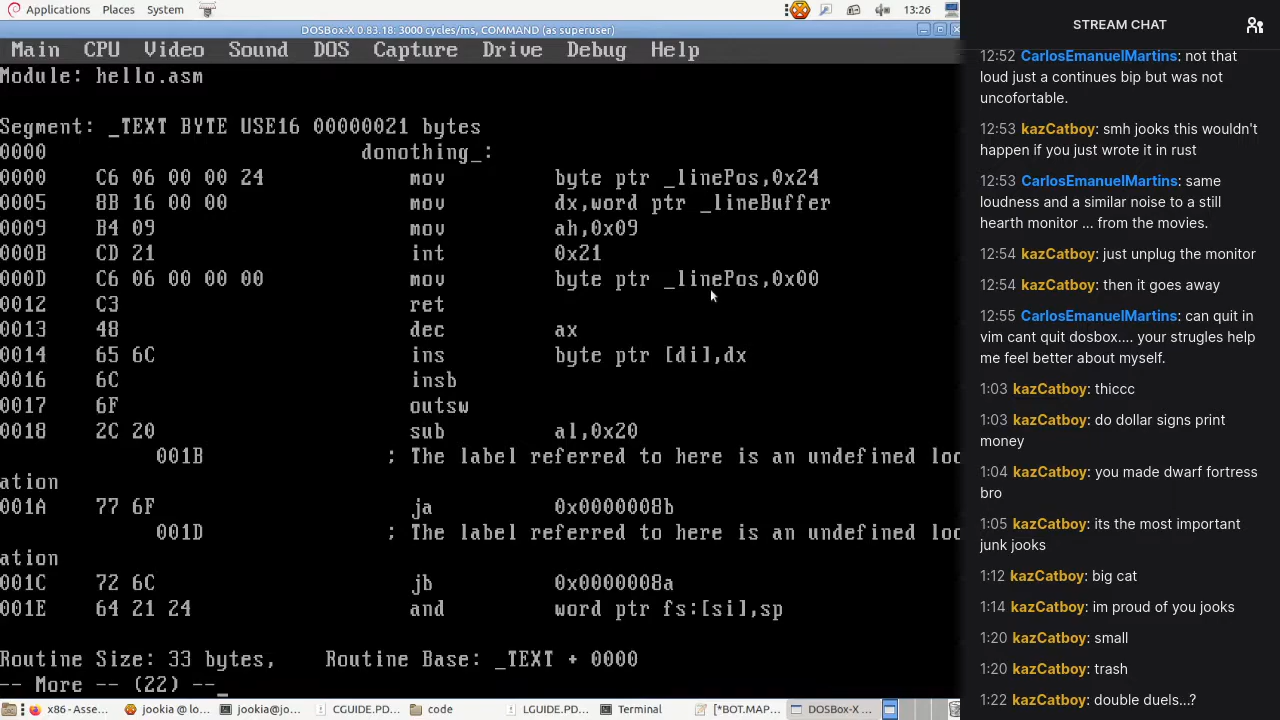 Applications Places System 13:26
DOSBox-X 0.83.18: 3000 cycles/ms, COMMAND (as superuser)
Main CPU Video Sound DOS Capture Drive Debug Help
Module: hello.asm
Segment: _TEXT BYTE USE16 00000021 bytes
0000 donothing_:
0000 C6 06 00 00 24 mov byte ptr _linePos,0x24
0005 8B 16 00 00 mov dx,word ptr _lineBuffer
0009 B4 09 mov ah,0x09
000B CD 21 int 0x21
000D C6 06 00 00 00 mov byte ptr _linePos,0x00
0012 C3 ret
0013 48 dec ax
0014 65 6C ins byte ptr [di],dx
0016 6C insb
0017 6F outsw
0018 2C 20 sub al,0x20
001B ; The label referred to here is an undefined loc
ation
001A 77 6F ja 0x0000008b
001D ; The label referred to here is an undefined loc
ation
001C 72 6C jb 0x0000008a
001E 64 21 24 and word ptr fs:[si],sp
Routine Size: 33 bytes, Routine Base: _TEXT + 0000
-- More -- (22) --_
x86 - Asse... jookia @ lo... jookia@jo... CGUIDE.PD... code LGUIDE.PD... Terminal [*BOT.MAP... DOSBox-X ...
STREAM CHAT
12:52 CarlosEmanuelMartins: not that
loud just a continues bip but was not
uncofortable.
12:53 kazCatboy: smh jooks this wouldn't
happen if you just wrote it in rust
12:53 CarlosEmanuelMartins: same
loudness and a similar noise to a still
hearth monitor ... from the movies.
12:54 kazCatboy: just unplug the monitor
12:54 kazCatboy: then it goes away
12:55 CarlosEmanuelMartins: can quit in
vim cant quit dosbox.... your strugles help
me feel better about myself.
1:03 kazCatboy: thiccc
1:03 kazCatboy: do dollar signs print
money
1:04 kazCatboy: you made dwarf fortress
bro
1:05 kazCatboy: its the most important
junk jooks
1:12 kazCatboy: big cat
1:14 kazCatboy: im proud of you jooks
1:20 kazCatboy: small
1:20 kazCatboy: trash
1:22 kazCatboy: double duels...?